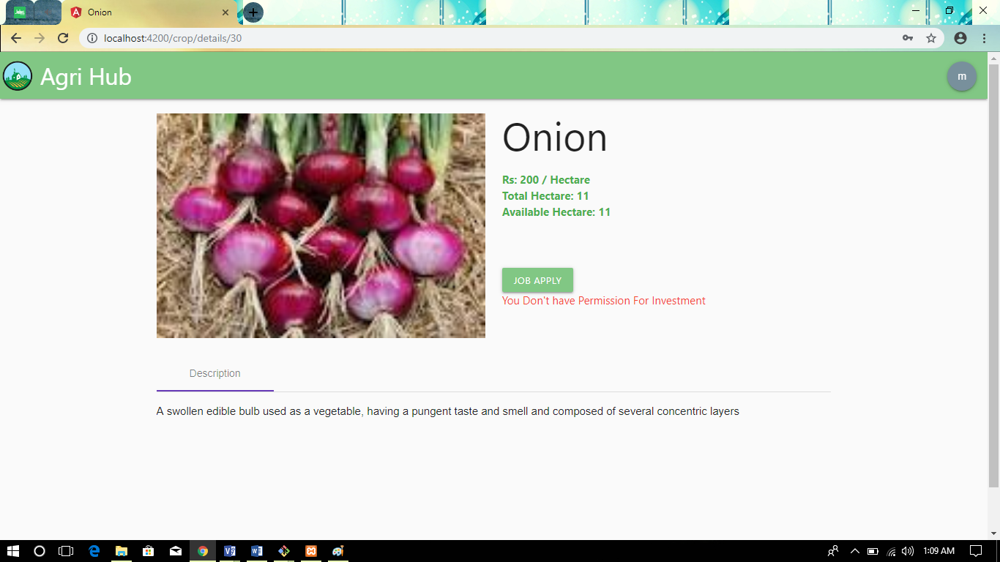 Onion
localhost:4200/crop/details/30
Agri Hub
m
Onion
Rs: 200 / Hectare
Total Hectare: 11
Available Hectare: 11
JOB APPLY
You Don't have Permission For Investment
Description
A swollen edible bulb used as a vegetable, having a pungent taste and smell and composed of several concentric layers
1:09 AM